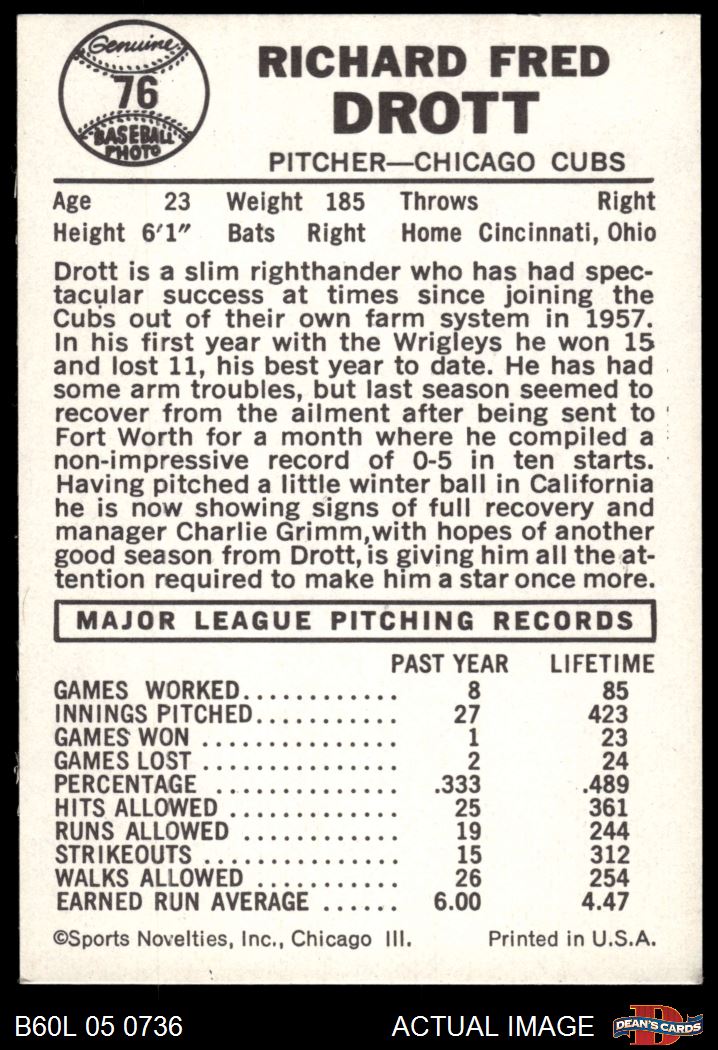 Genuine
76
BASEBALL
PHOTO
RICHARD FRED
DROTT
PITCHER—CHICAGO CUBS
Age 23 Weight 185 Throws Right
Height 6'1" Bats Right Home Cincinnati, Ohio
Drott is a slim righthander who has had spec-
tacular success at times since joining the
Cubs out of their own farm system in 1957.
In his first year with the Wrigleys he won 15
and lost 11, his best year to date. He has had
some arm troubles, but last season seemed to
recover from the ailment after being sent to
Fort Worth for a month where he compiled a
non-impressive record of 0-5 in ten starts.
Having pitched a little winter ball in California
he is now showing signs of full recovery and
manager Charlie Grimm,with hopes of another
good season from Drott, is giving him all the at-
tention required to make him a star once more.
MAJOR LEAGUE PITCHING RECORDS
PAST YEAR LIFETIME
GAMES WORKED............ 8 85
INNINGS PITCHED........... 27 423
GAMES WON ............... 1 23
GAMES LOST .............. 2 24
PERCENTAGE .............. .333 .489
HITS ALLOWED ............. 25 361
RUNS ALLOWED ............ 19 244
STRIKEOUTS ............... 15 312
WALKS ALLOWED ........... 26 254
EARNED RUN AVERAGE ...... 6.00 4.47
©Sports Novelties, Inc., Chicago Ill. Printed in U.S.A.
B60L 05 0736 ACTUAL IMAGE DEAN'S CARDS